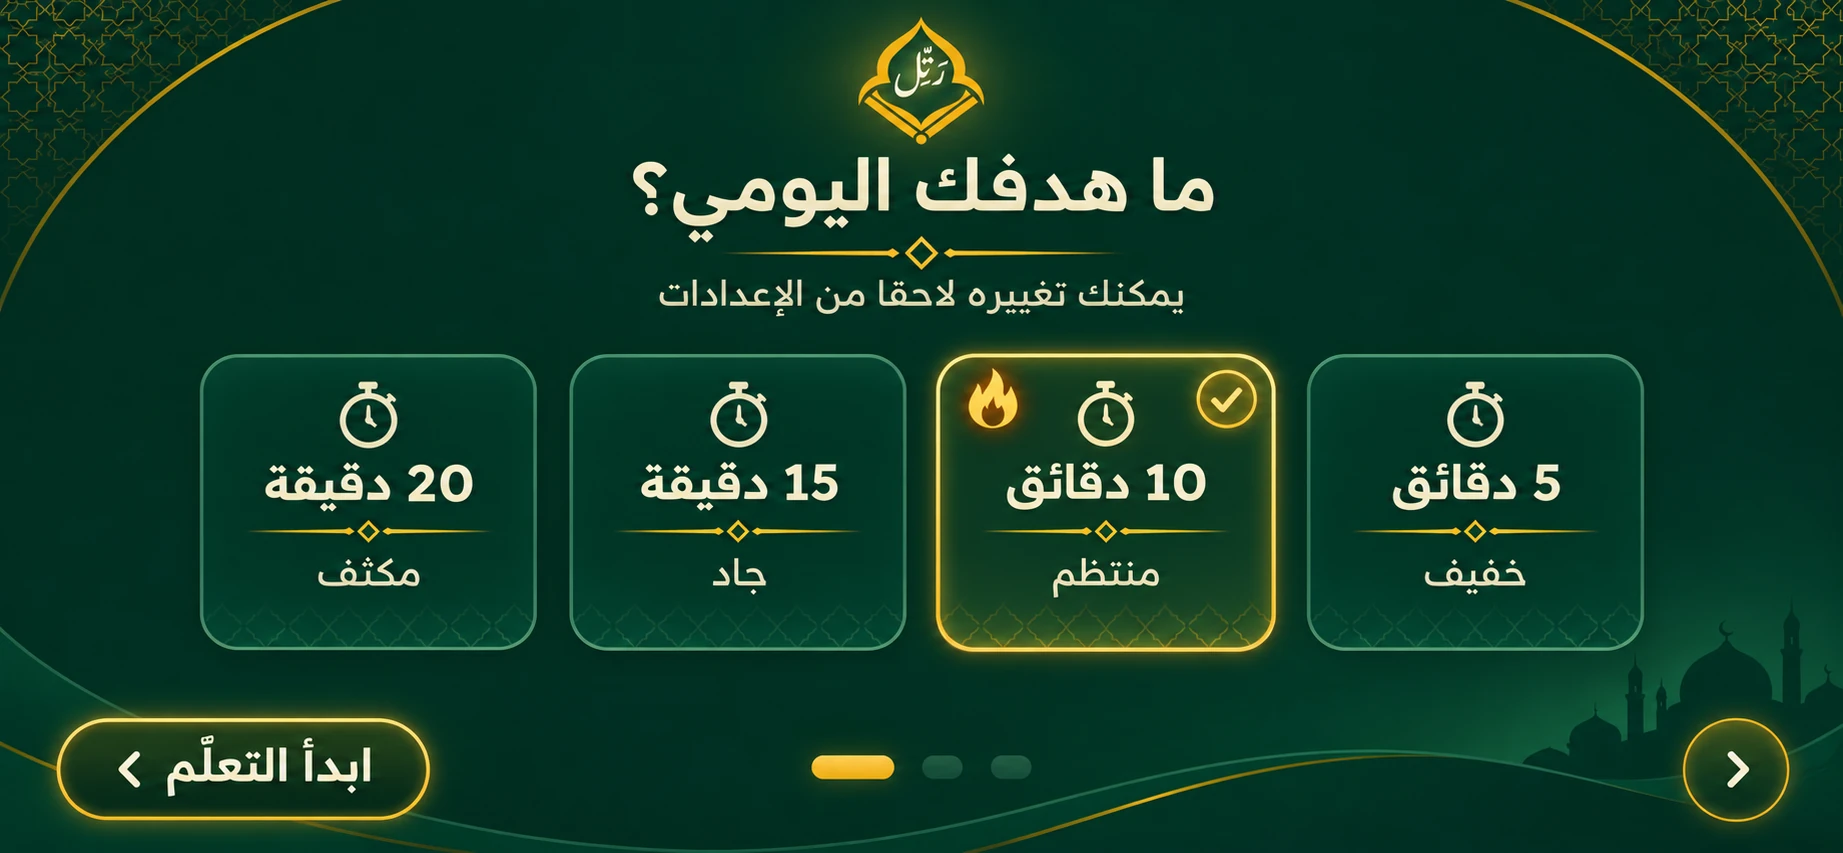 رَتِّل
ما هدفك اليومي؟
يمكنك تغييره لاحقا من الإعدادات
5 دقائق
خفيف
10 دقائق
منتظم
15 دقيقة
جاد
20 دقيقة
مكثف
ابدأ التعلّم